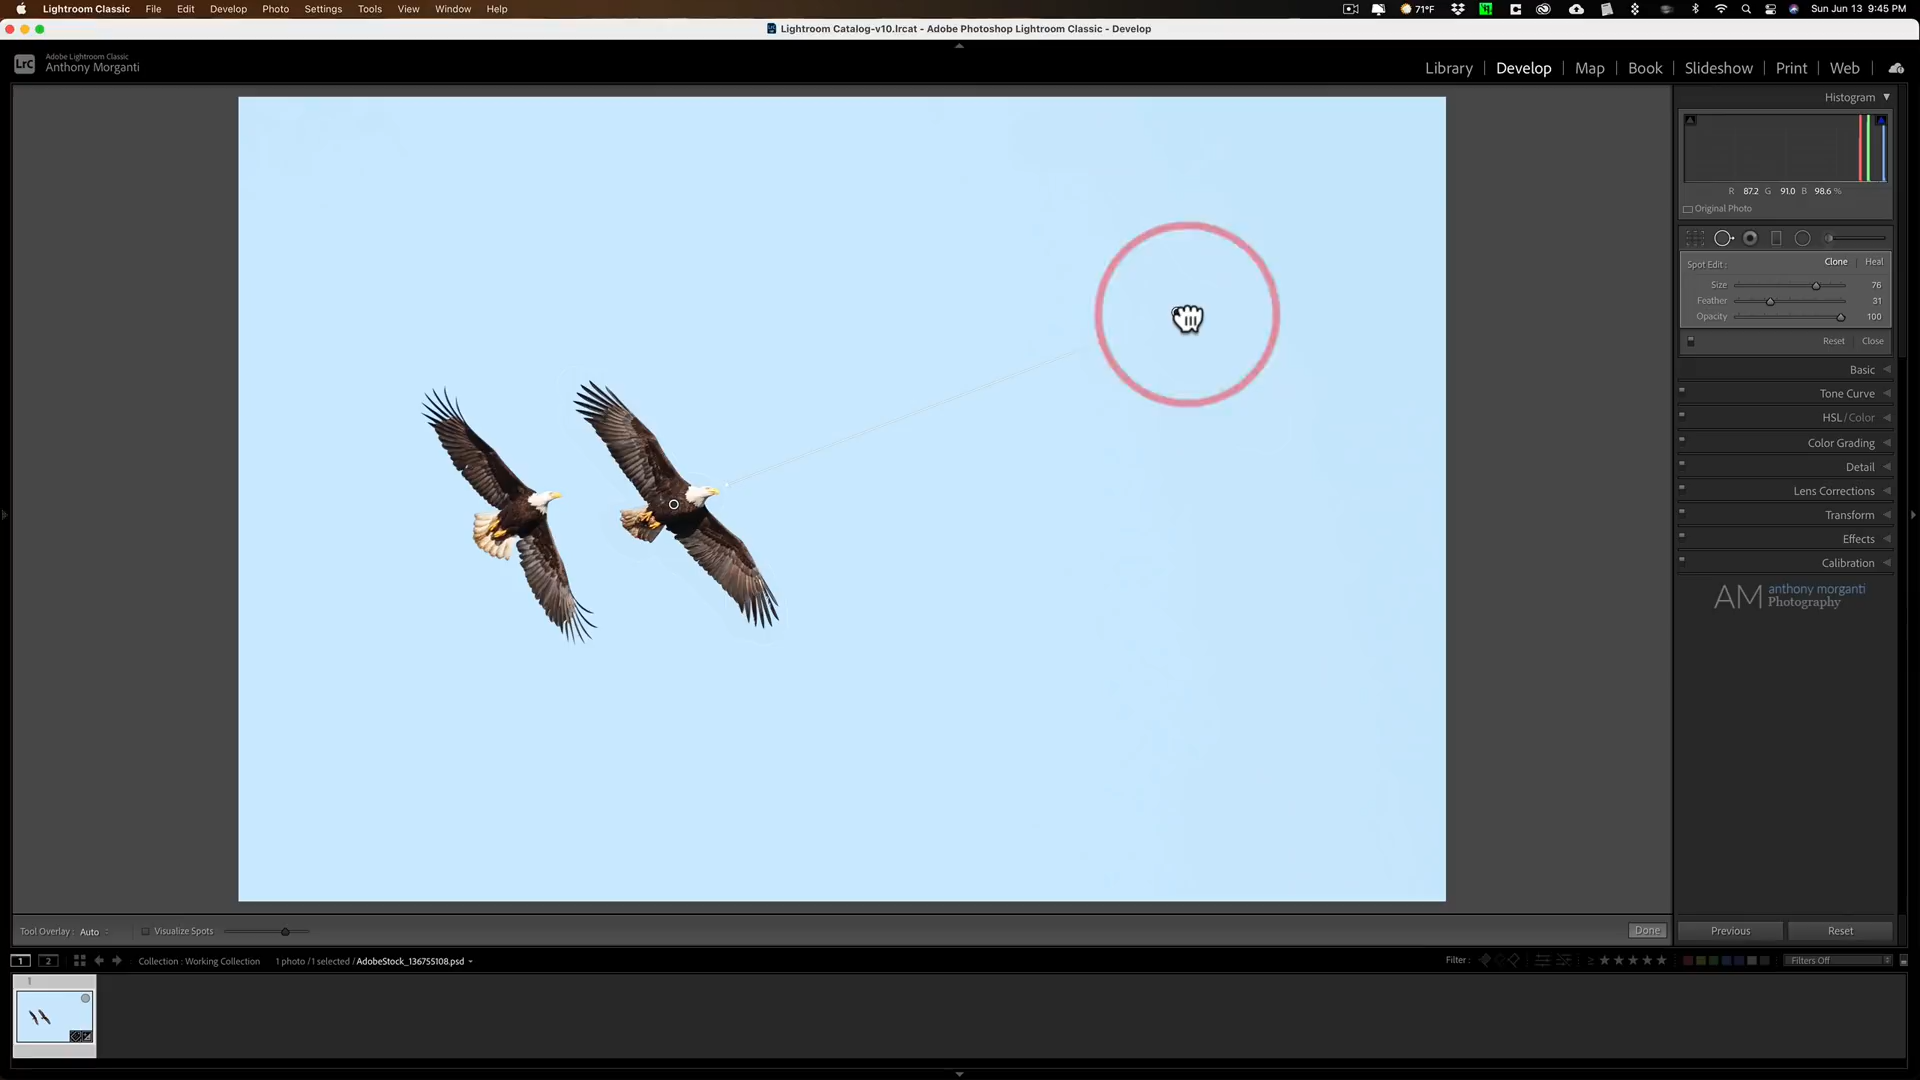 Lightroom Classic File Edit Develop Photo Settings Tools View Window Help 71°F Sun Jun 13 9:45 PM
Lightroom Catalog-v10.lrcat - Adobe Photoshop Lightroom Classic - Develop
LrC Adobe Lightroom Classic
Anthony Morganti
Library | Develop | Map | Book | Slideshow | Print | Web
Histogram
R 87.2 G 91.0 B 98.6 %
Original Photo
Spot Edit : Clone Heal
Size 76
Feather 31
Opacity 100
Reset Close
Basic
Tone Curve
HSL / Color
Color Grading
Detail
Lens Corrections
Transform
Effects
Calibration
AM anthony morganti
Photography
Tool Overlay : Auto Visualize Spots Done Previous Reset
1 2 Collection : Working Collection 1 photo / 1 selected / AdobeStock_136755108.psd Filter : Filters Off
1